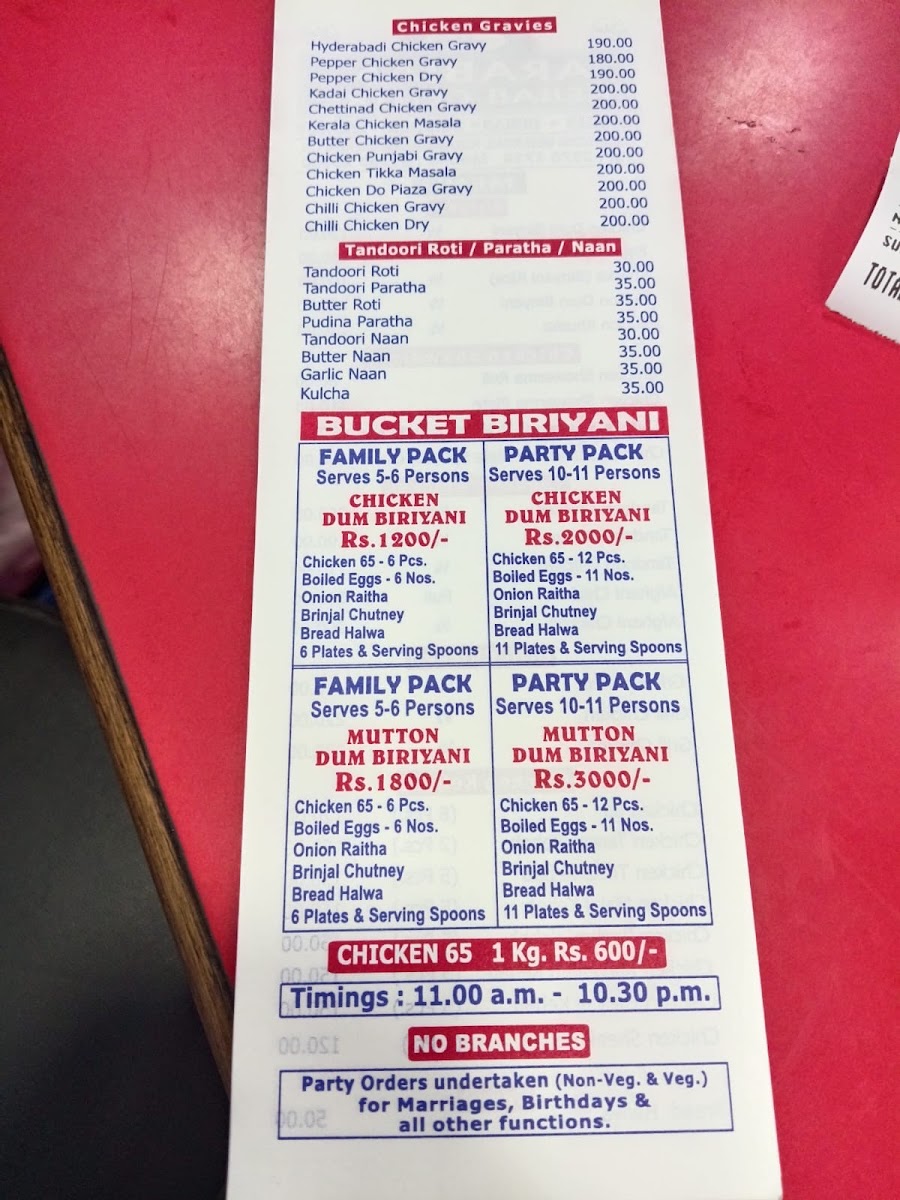 Chicken Gravies
Hyderabadi Chicken Gravy 190.00
Pepper Chicken Gravy 180.00
Pepper Chicken Dry 190.00
Kadai Chicken Gravy 200.00
Chettinad Chicken Gravy 200.00
Kerala Chicken Masala 200.00
Butter Chicken Gravy 200.00
Chicken Punjabi Gravy 200.00
Chicken Tikka Masala 200.00
Chicken Do Piaza Gravy 200.00
Chilli Chicken Gravy 200.00
Chilli Chicken Dry 200.00
Tandoori Roti / Paratha / Naan
Tandoori Roti 30.00
Tandoori Paratha 35.00
Butter Roti 35.00
Pudina Paratha 35.00
Tandoori Naan 30.00
Butter Naan 35.00
Garlic Naan 35.00
Kulcha 35.00
BUCKET BIRIYANI
FAMILY PACK
Serves 5-6 Persons
CHICKEN
DUM BIRIYANI
Rs.1200/-
Chicken 65 - 6 Pcs.
Boiled Eggs - 6 Nos.
Onion Raitha
Brinjal Chutney
Bread Halwa
6 Plates & Serving Spoons
PARTY PACK
Serves 10-11 Persons
CHICKEN
DUM BIRIYANI
Rs.2000/-
Chicken 65 - 12 Pcs.
Boiled Eggs - 11 Nos.
Onion Raitha
Brinjal Chutney
Bread Halwa
11 Plates & Serving Spoons
FAMILY PACK
Serves 5-6 Persons
MUTTON
DUM BIRIYANI
Rs.1800/-
Chicken 65 - 6 Pcs.
Boiled Eggs - 6 Nos.
Onion Raitha
Brinjal Chutney
Bread Halwa
6 Plates & Serving Spoons
PARTY PACK
Serves 10-11 Persons
MUTTON
DUM BIRIYANI
Rs.3000/-
Chicken 65 - 12 Pcs.
Boiled Eggs - 11 Nos.
Onion Raitha
Brinjal Chutney
Bread Halwa
11 Plates & Serving Spoons
CHICKEN 65 1 Kg. Rs. 600/-
Timings : 11.00 a.m. - 10.30 p.m.
NO BRANCHES
Party Orders undertaken (Non-Veg. & Veg.)
for Marriages, Birthdays &
all other functions.